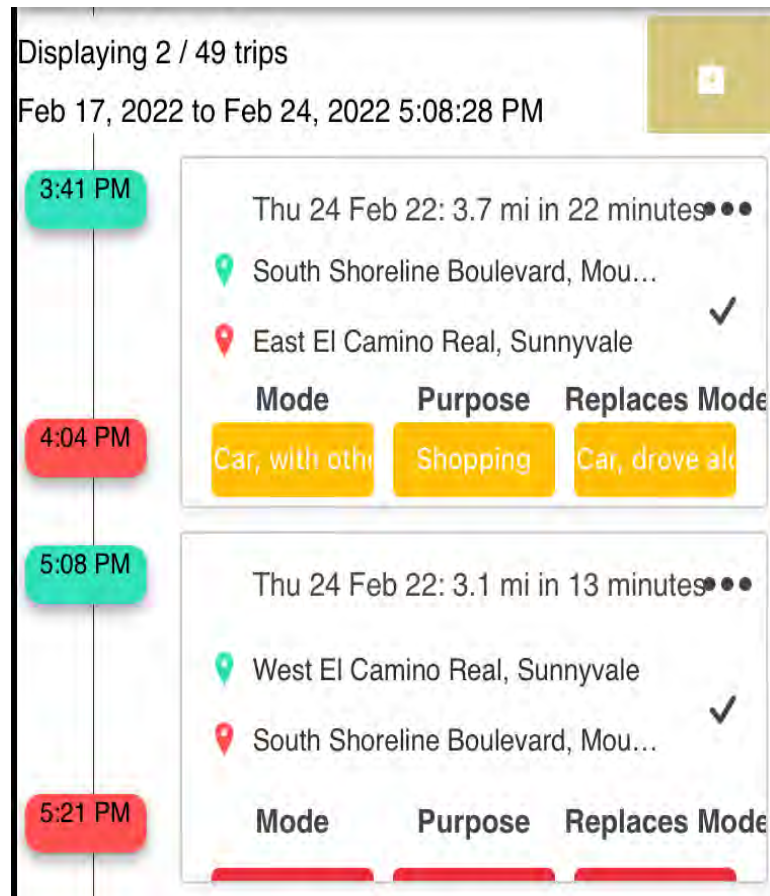 Displaying 2 / 49 trips
Feb 17, 2022 to Feb 24, 2022 5:08:28 PM
3:41 PM
Thu 24 Feb 22: 3.7 mi in 22 minutes
South Shoreline Boulevard, Mou…
East El Camino Real, Sunnyvale
Mode Purpose Replaces Mode
4:04 PM
Car, with oth Shopping Car, drove alo
5:08 PM
Thu 24 Feb 22: 3.1 mi in 13 minutes
West El Camino Real, Sunnyvale
South Shoreline Boulevard, Mou…
5:21 PM
Mode Purpose Replaces Mode